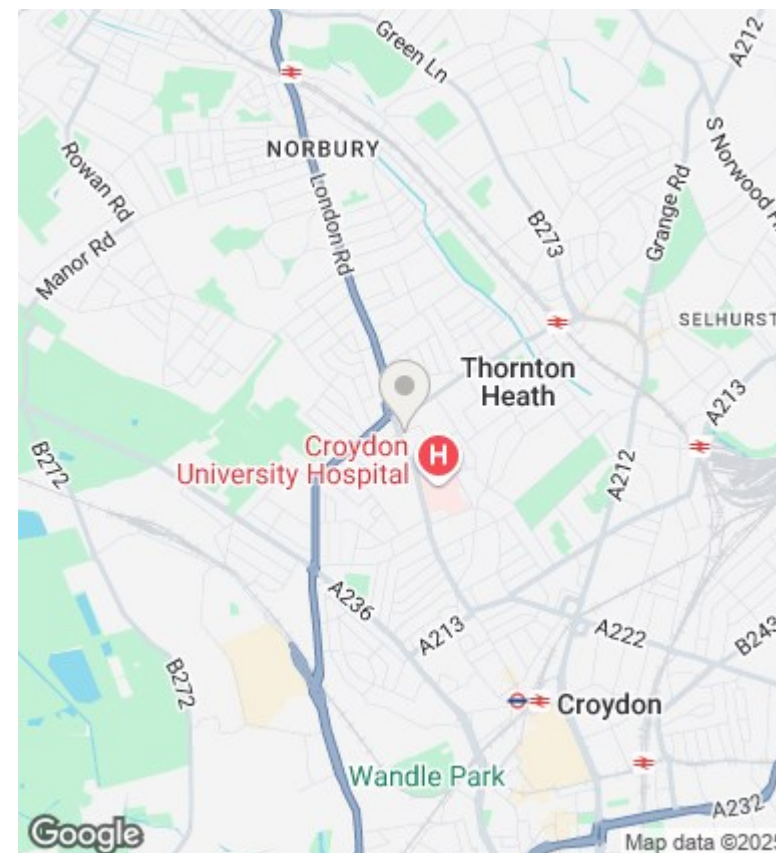 Green Ln
A212
NORBURY
Rowan Rd
London Rd
S Norwood
Grange Rd
B273
Manor Rd
SELHURST
Thornton
Heath
A213
Croydon
University Hospital
H
B272
A212
A236
A213
A222
B243
B272
Croydon
Wandle Park
A232
Google
Map data ©2025